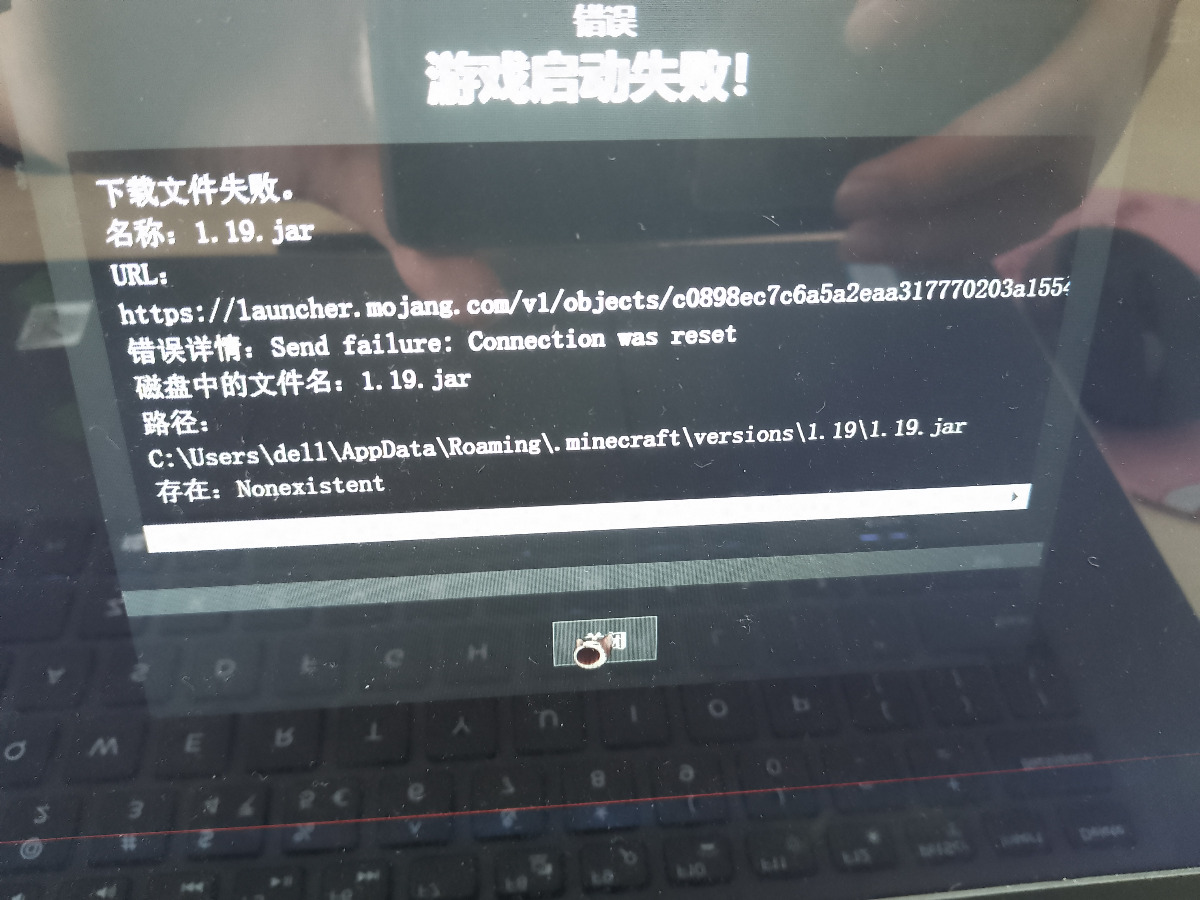 错误
游戏启动失败!
下载文件失败。
名称: 1.19.jar
URL:
https://launcher.mojang.com/v1/objects/c0898ec7c6a5a2eaa317770203a1554
错误详情: Send failure: Connection was reset
磁盘中的文件名: 1.19.jar
路径:
C:\Users\dell\AppData\Roaming\.minecraft\versions\1.19\1.19.jar
存在: Nonexistent